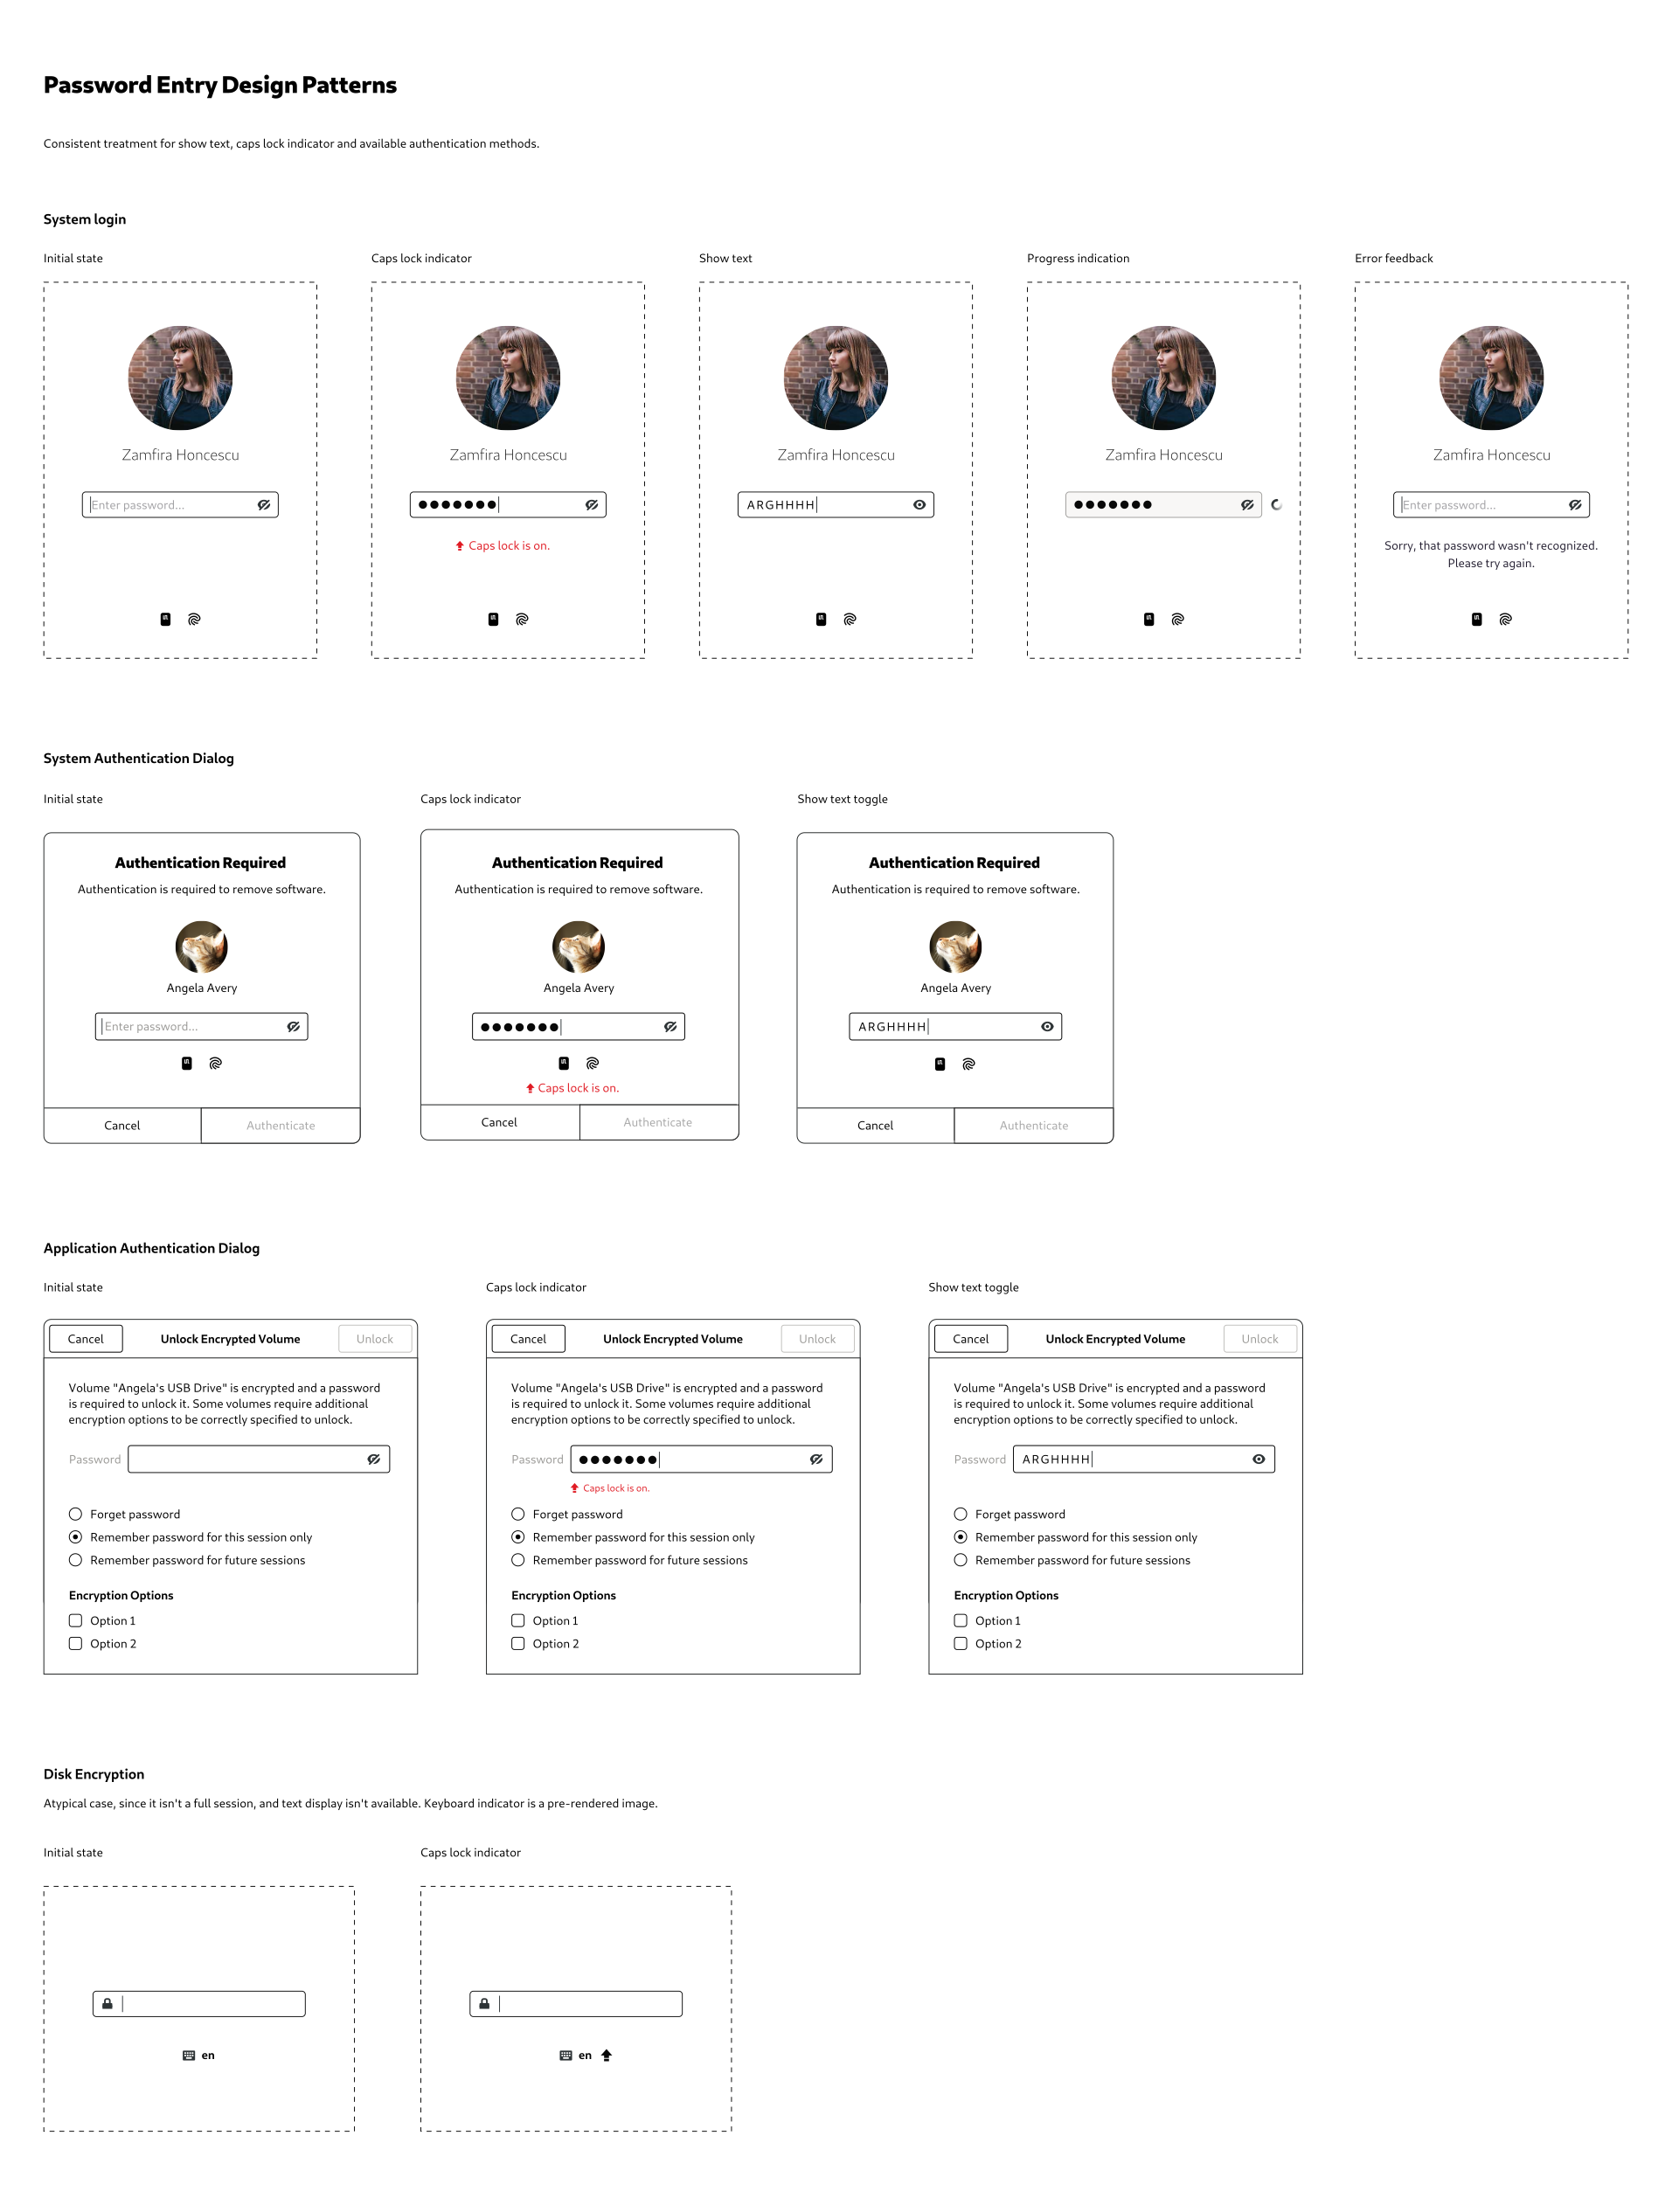 Password Entry Design Patterns
Consistent treatment for show text, caps lock indicator and available authentication methods.
System login
Initial state
Zamfira Honcescu
Enter password...
Caps lock indicator
Zamfira Honcescu
Caps lock is on.
Show text
Zamfira Honcescu
ARGHHHH
Progress indication
Zamfira Honcescu
Error feedback
Zamfira Honcescu
Enter password...
Sorry, that password wasn't recognized.
Please try again.
System Authentication Dialog
Initial state
Authentication Required
Authentication is required to remove software.
Angela Avery
Enter password...
Cancel
Authenticate
Caps lock indicator
Authentication Required
Authentication is required to remove software.
Angela Avery
Caps lock is on.
Cancel
Authenticate
Show text toggle
Authentication Required
Authentication is required to remove software.
Angela Avery
ARGHHHH
Cancel
Authenticate
Application Authentication Dialog
Initial state
Cancel
Unlock Encrypted Volume
Unlock
Volume "Angela's USB Drive" is encrypted and a password
is required to unlock it. Some volumes require additional
encryption options to be correctly specified to unlock.
Password
Forget password
Remember password for this session only
Remember password for future sessions
Encryption Options
Option 1
Option 2
Caps lock indicator
Cancel
Unlock Encrypted Volume
Unlock
Volume "Angela's USB Drive" is encrypted and a password
is required to unlock it. Some volumes require additional
encryption options to be correctly specified to unlock.
Password
Caps lock is on.
Forget password
Remember password for this session only
Remember password for future sessions
Encryption Options
Option 1
Option 2
Show text toggle
Cancel
Unlock Encrypted Volume
Unlock
Volume "Angela's USB Drive" is encrypted and a password
is required to unlock it. Some volumes require additional
encryption options to be correctly specified to unlock.
Password
ARGHHHH
Forget password
Remember password for this session only
Remember password for future sessions
Encryption Options
Option 1
Option 2
Disk Encryption
Atypical case, since it isn't a full session, and text display isn't available. Keyboard indicator is a pre-rendered image.
Initial state
en
Caps lock indicator
en